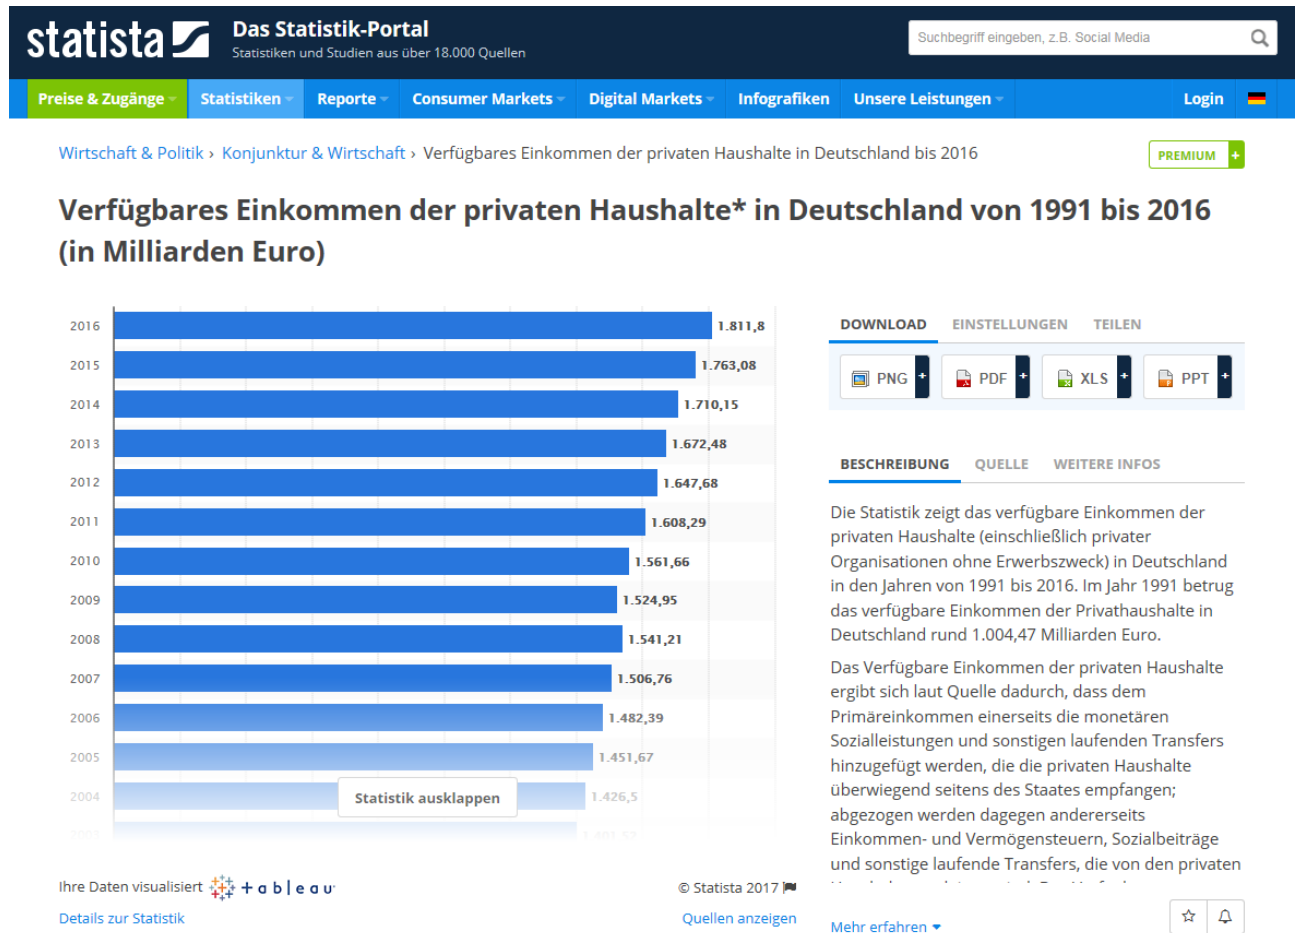 statista
Das Statistik-Portal
Statistiken und Studien aus über 18.000 Quellen
Suchbegriff eingeben, z.B. Social Media
Preise & Zugänge
Statistiken
Reporte
Consumer Markets
Digital Markets
Infografiken
Unsere Leistungen
Login
Wirtschaft & Politik › Konjunktur & Wirtschaft › Verfügbares Einkommen der privaten Haushalte in Deutschland bis 2016
PREMIUM +
Verfügbares Einkommen der privaten Haushalte* in Deutschland von 1991 bis 2016
(in Milliarden Euro)
2016 1.811,8
2015 1.763,08
2014 1.710,15
2013 1.672,48
2012 1.647,68
2011 1.608,29
2010 1.561,66
2009 1.524,95
2008 1.541,21
2007 1.506,76
2006 1.482,39
2005 1.451,67
2004 1.426,5
Statistik ausklappen
Ihre Daten visualisiert +ableau
© Statista 2017
Details zur Statistik
Quellen anzeigen
DOWNLOAD EINSTELLUNGEN TEILEN
PNG + PDF + XLS + PPT +
BESCHREIBUNG QUELLE WEITERE INFOS
Die Statistik zeigt das verfügbare Einkommen der
privaten Haushalte (einschließlich privater
Organisationen ohne Erwerbszweck) in Deutschland
in den Jahren von 1991 bis 2016. Im Jahr 1991 betrug
das verfügbare Einkommen der Privathaushalte in
Deutschland rund 1.004,47 Milliarden Euro.
Das Verfügbare Einkommen der privaten Haushalte
ergibt sich laut Quelle dadurch, dass dem
Primäreinkommen einerseits die monetären
Sozialleistungen und sonstigen laufenden Transfers
hinzugefügt werden, die die privaten Haushalte
überwiegend seitens des Staates empfangen;
abgezogen werden dagegen andererseits
Einkommen- und Vermögensteuern, Sozialbeiträge
und sonstige laufende Transfers, die von den privaten
Mehr erfahren